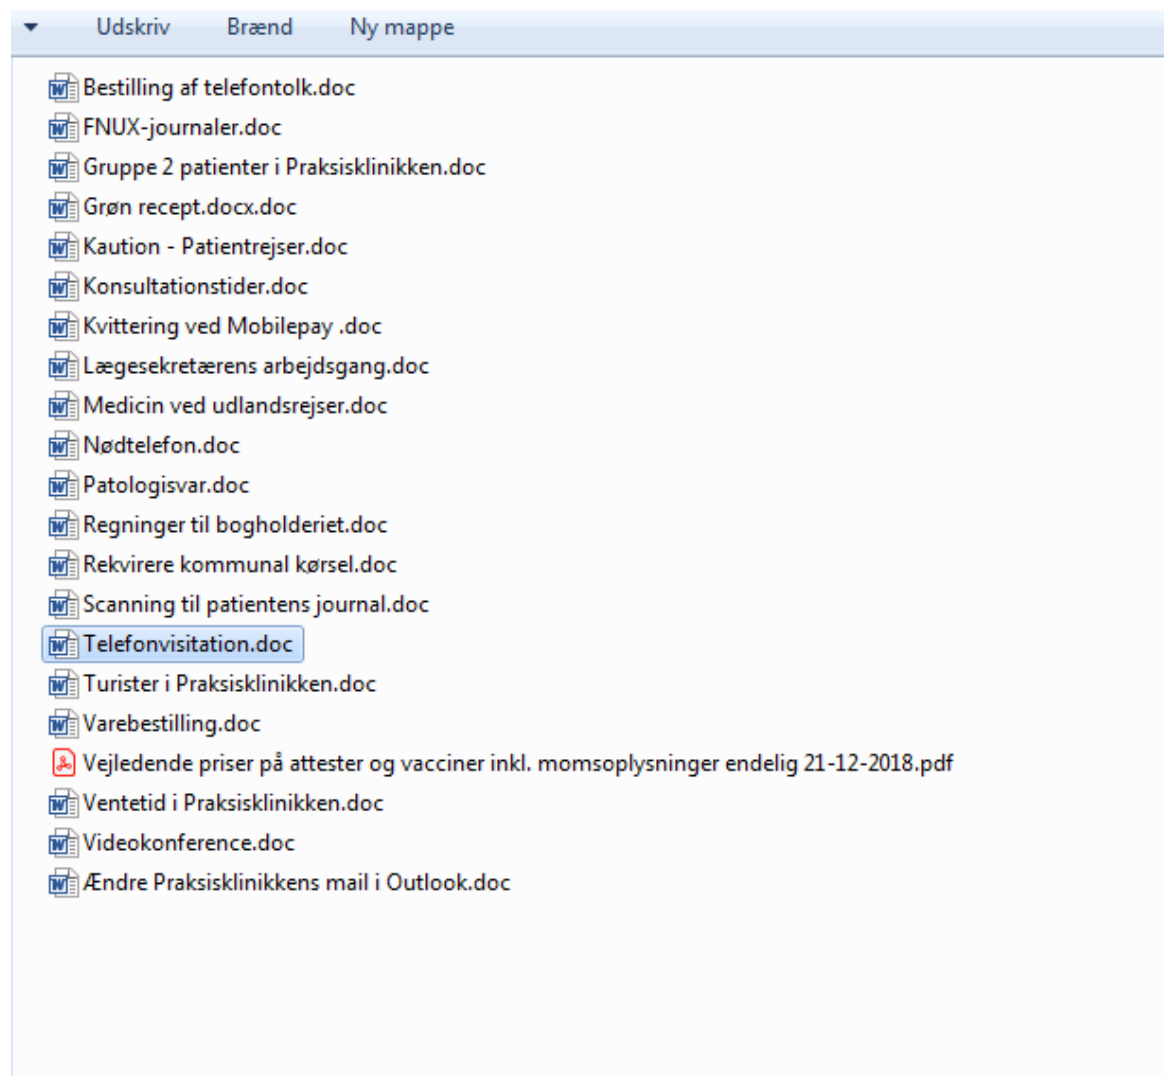 Udskriv Brænd Ny mappe
Bestilling af telefontolk.doc
FNUX-journaler.doc
Gruppe 2 patienter i Praksisklinikken.doc
Grøn recept.docx.doc
Kaution - Patientrejser.doc
Konsultationstider.doc
Kvittering ved Mobilepay .doc
Lægesekretærens arbejdsgang.doc
Medicin ved udlandsrejser.doc
Nødtelefon.doc
Patologisvar.doc
Regninger til bogholderiet.doc
Rekvirere kommunal kørsel.doc
Scanning til patientens journal.doc
Telefonvisitation.doc
Turister i Praksisklinikken.doc
Varebestilling.doc
Vejledende priser på attester og vacciner inkl. momsoplysninger endelig 21-12-2018.pdf
Ventetid i Praksisklinikken.doc
Videokonference.doc
Ændre Praksisklinikkens mail i Outlook.doc